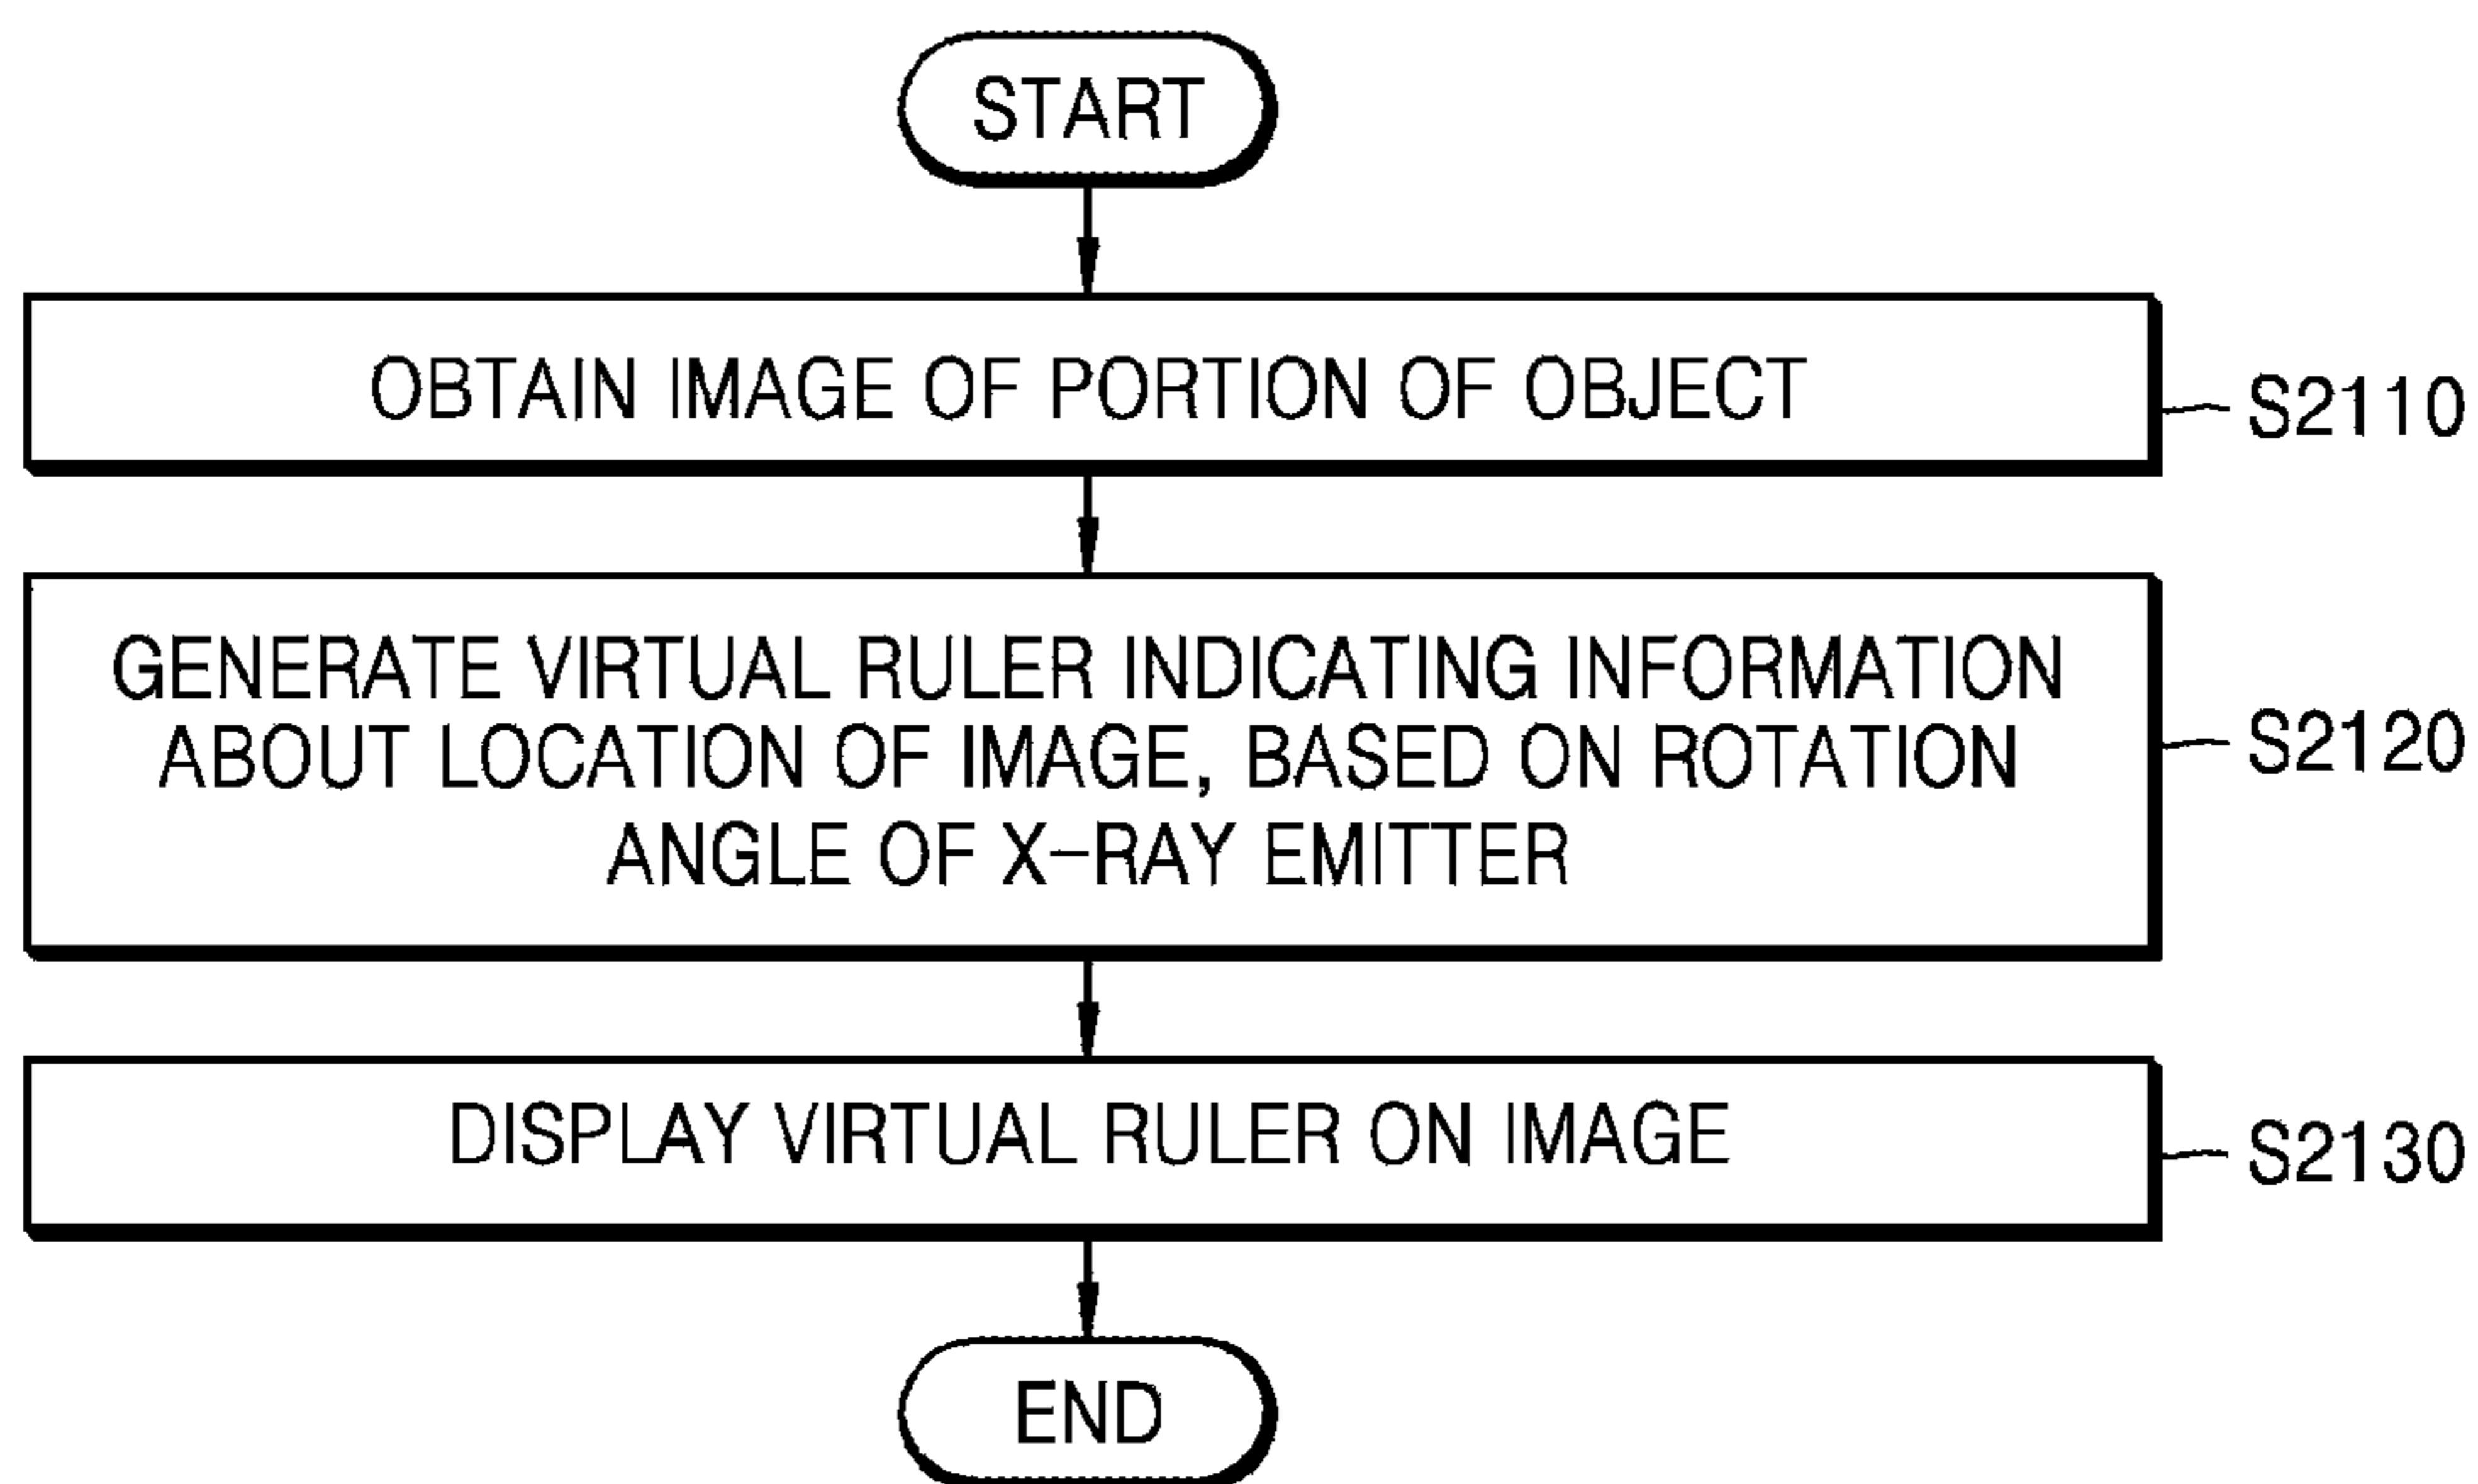 START
OBTAIN IMAGE OF PORTION OF OBJECT
S2110
GENERATE VIRTUAL RULER INDICATING INFORMATION
ABOUT LOCATION OF IMAGE, BASED ON ROTATION
ANGLE OF X-RAY EMITTER
S2120
DISPLAY VIRTUAL RULER ON IMAGE
S2130
END